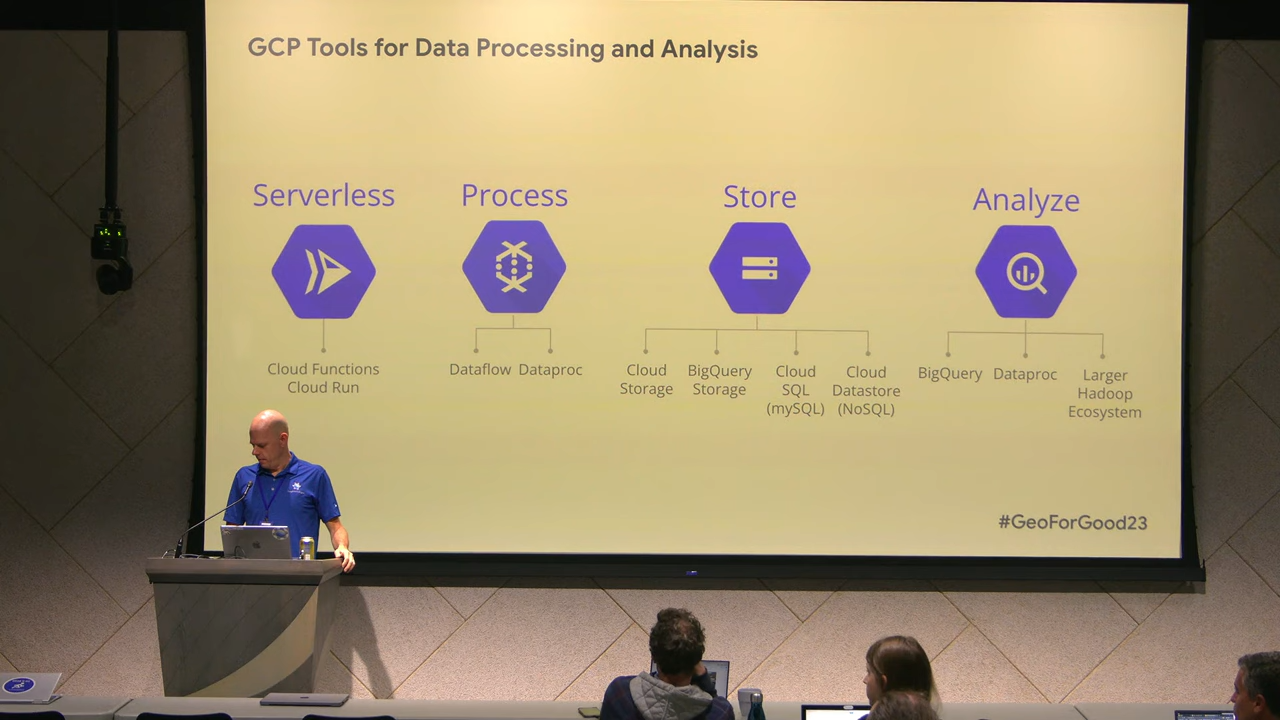 GCP Tools for Data Processing and Analysis
Serverless
Process
Store
Analyze
Cloud Functions
Cloud Run
Dataflow
Dataproc
Cloud
Storage
BigQuery
Storage
Cloud
SQL
(mySQL)
Cloud
Datastore
(NoSQL)
BigQuery
Dataproc
Larger
Hadoop
Ecosystem
#GeoForGood23